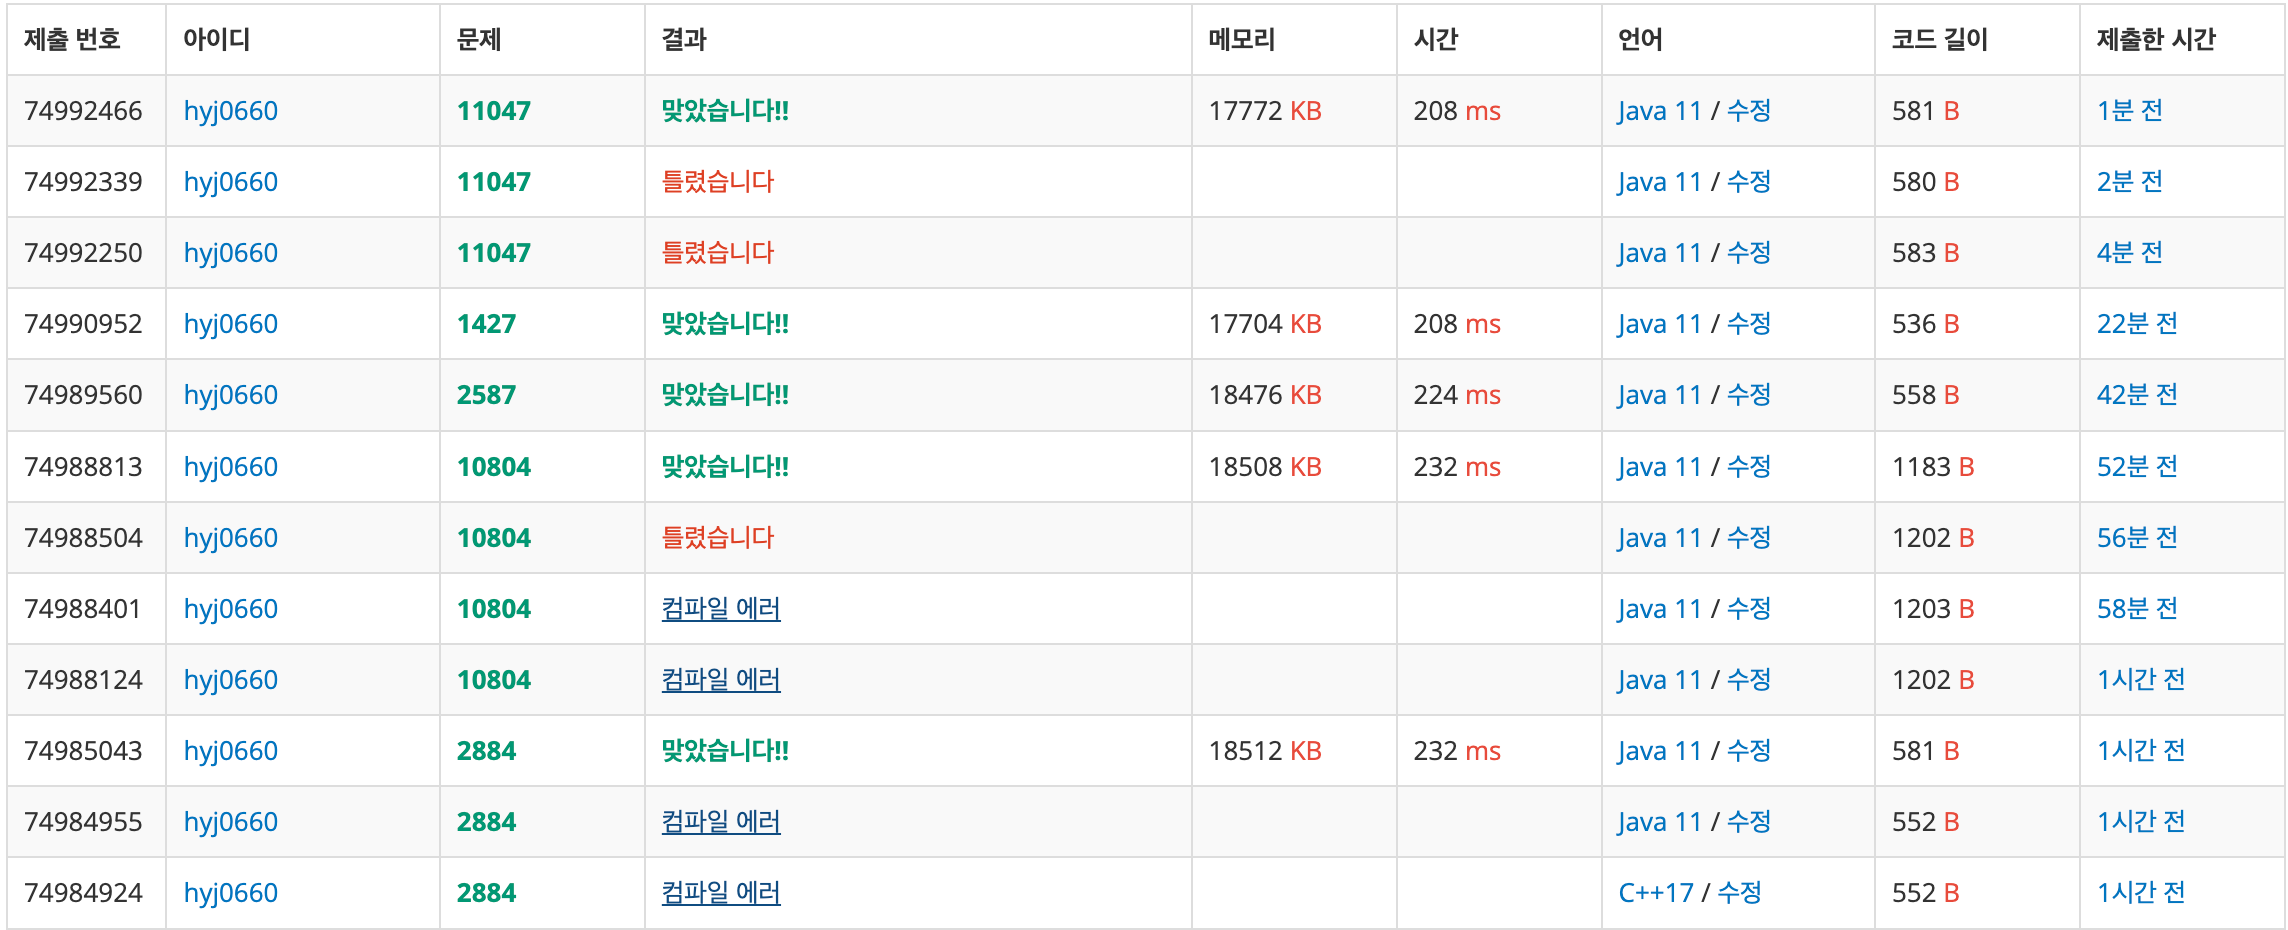 제출 번호 아이디 문제 결과 메모리 시간 언어 코드 길이 제출한 시간
74992466 hyj0660 11047 맞았습니다!! 17772 KB 208 ms Java 11 / 수정 581 B 1분 전
74992339 hyj0660 11047 틀렸습니다 Java 11 / 수정 580 B 2분 전
74992250 hyj0660 11047 틀렸습니다 Java 11 / 수정 583 B 4분 전
74990952 hyj0660 1427 맞았습니다!! 17704 KB 208 ms Java 11 / 수정 536 B 22분 전
74989560 hyj0660 2587 맞았습니다!! 18476 KB 224 ms Java 11 / 수정 558 B 42분 전
74988813 hyj0660 10804 맞았습니다!! 18508 KB 232 ms Java 11 / 수정 1183 B 52분 전
74988504 hyj0660 10804 틀렸습니다 Java 11 / 수정 1202 B 56분 전
74988401 hyj0660 10804 컴파일 에러 Java 11 / 수정 1203 B 58분 전
74988124 hyj0660 10804 컴파일 에러 Java 11 / 수정 1202 B 1시간 전
74985043 hyj0660 2884 맞았습니다!! 18512 KB 232 ms Java 11 / 수정 581 B 1시간 전
74984955 hyj0660 2884 컴파일 에러 Java 11 / 수정 552 B 1시간 전
74984924 hyj0660 2884 컴파일 에러 C++17 / 수정 552 B 1시간 전